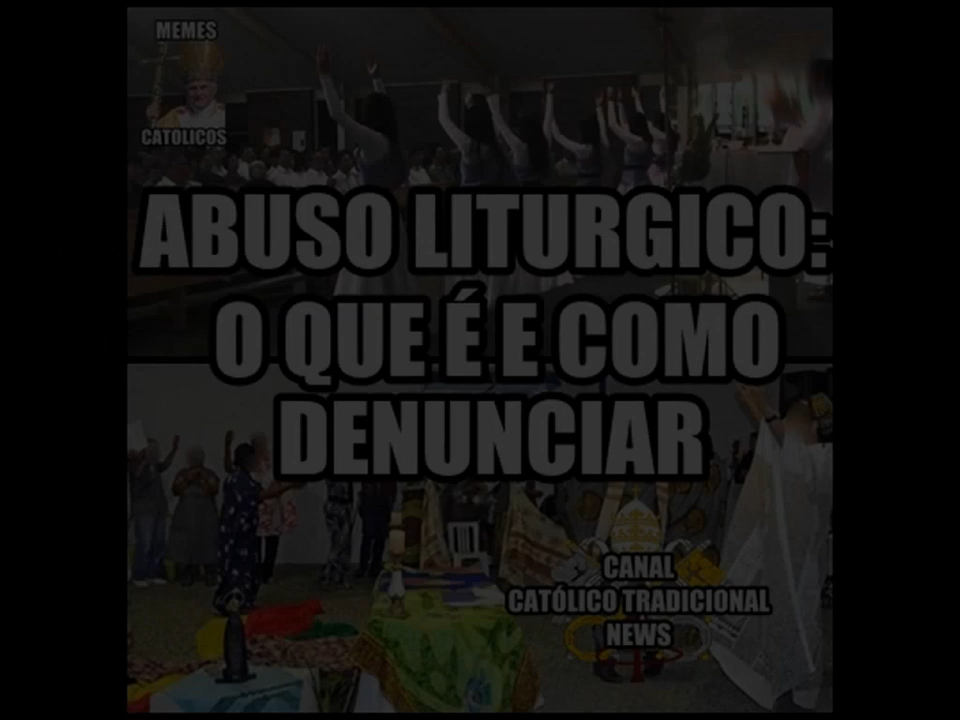 MEMES
CATOLICOS
ABUSO LITURGICO:
O QUE É E COMO
DENUNCIAR
CANAL
CATÓLICO TRADICIONAL
NEWS